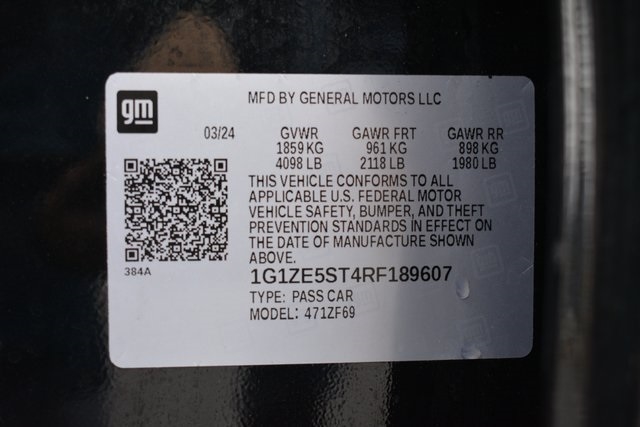 gm
MFD BY GENERAL MOTORS LLC
03/24 GVWR GAWR FRT GAWR RR
1859 KG 961 KG 898 KG
4098 LB 2118 LB 1980 LB
THIS VEHICLE CONFORMS TO ALL
APPLICABLE U.S. FEDERAL MOTOR
VEHICLE SAFETY, BUMPER, AND THEFT
PREVENTION STANDARDS IN EFFECT ON
THE DATE OF MANUFACTURE SHOWN
ABOVE.
384A
1G1ZE5ST4RF189607
TYPE: PASS CAR
MODEL: 471ZF69